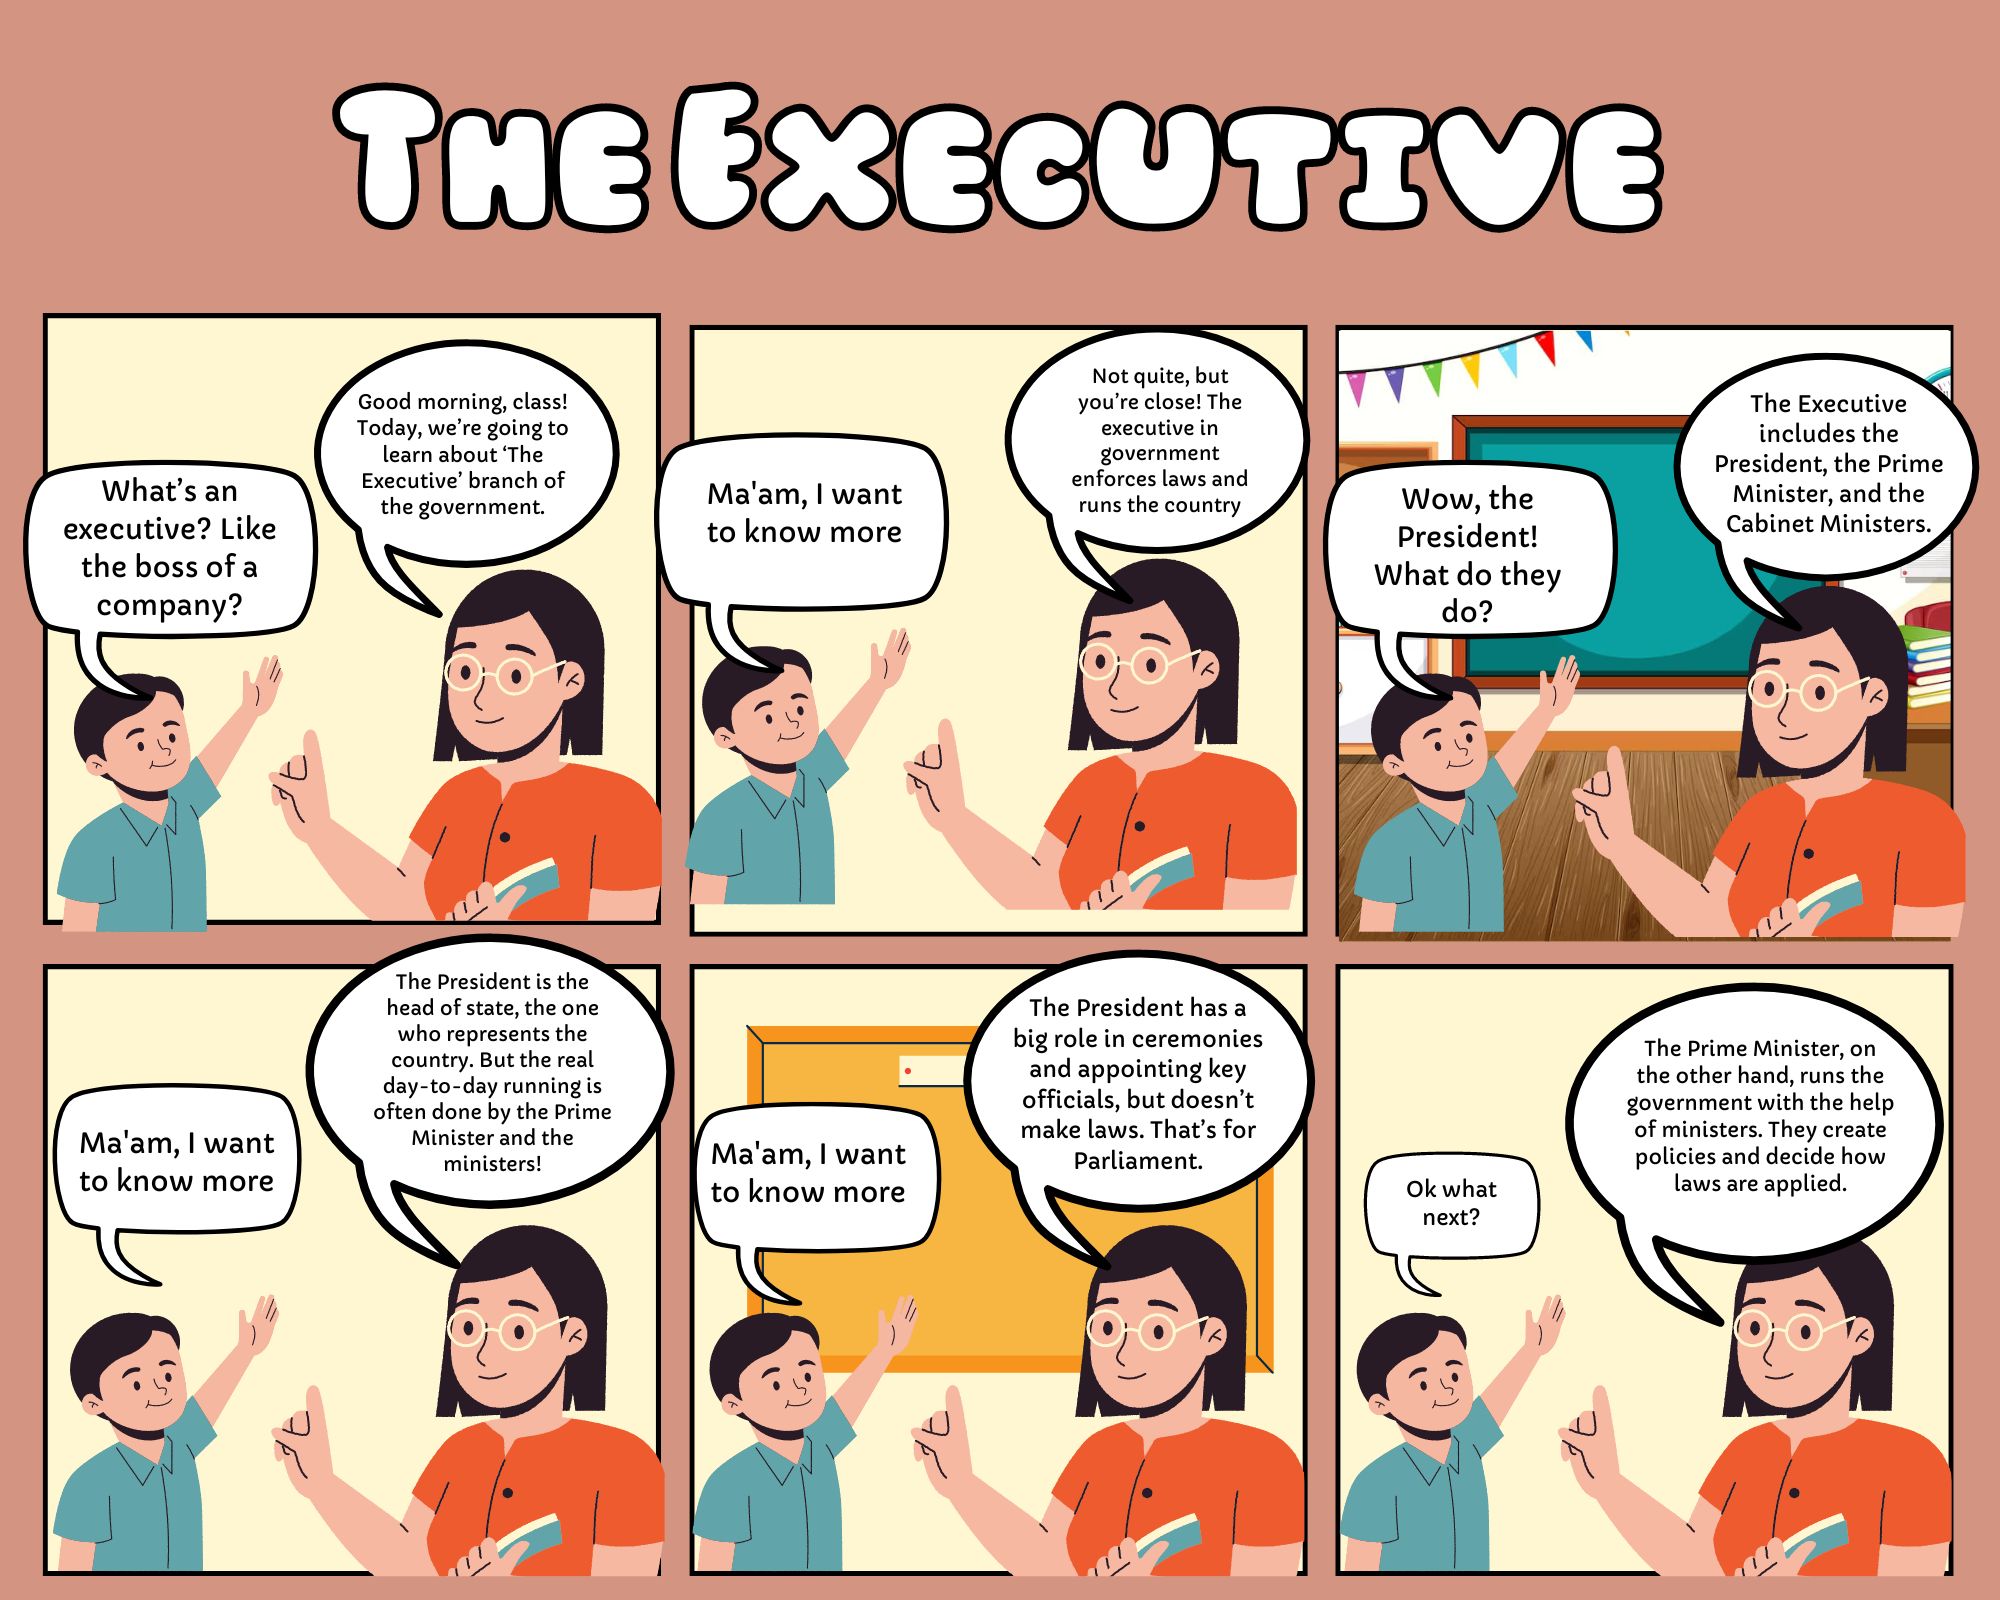 THE EXECUTIVE
Good morning, class!
Today, we're going to
learn about ‘The
Executive’ branch of
the government.
What’s an
executive? Like
the boss of a
company?
Not quite, but
you’re close! The
executive in
government
enforces laws and
runs the country
Ma'am, I want
to know more
The Executive
includes the
President, the Prime
Minister, and the
Cabinet Ministers.
Wow, the
President!
What do they
do?
The President is the
head of state, the one
who represents the
country. But the real
day-to-day running is
often done by the Prime
Minister and the
ministers!
Ma'am, I want
to know more
The President has a
big role in ceremonies
and appointing key
officials, but doesn’t
make laws. That’s for
Parliament.
Ma'am, I want
to know more
The Prime Minister, on
the other hand, runs the
government with the help
of ministers. They create
policies and decide how
laws are applied.
Ok what
next?